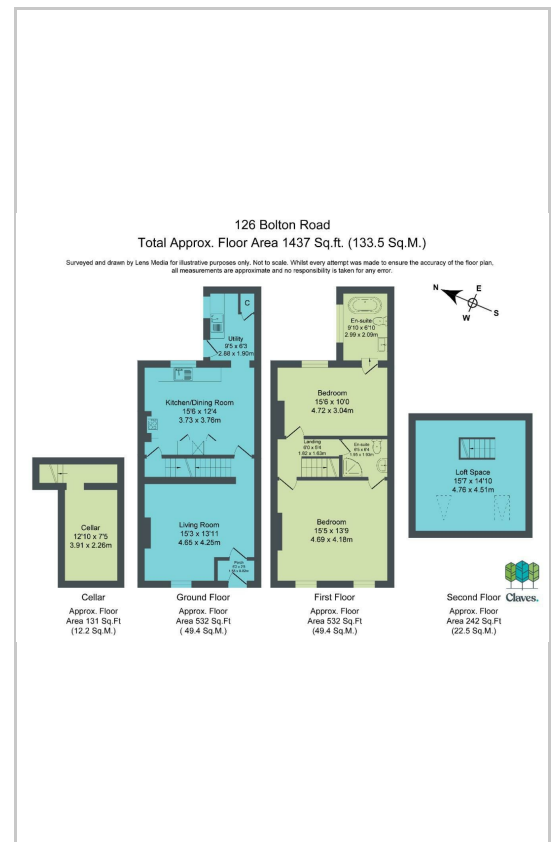 126 Bolton Road
Total Approx. Floor Area 1437 Sq.ft. (133.5 Sq.M.)
Surveyed and drawn by Lens Media for illustrative purposes only. Not to scale. Whilst every attempt was made to ensure the accuracy of the floor plan,
all measurements are approximate and no responsibility is taken for any error.
N
E
W
S
C
Utility
9'5 x 6'3
2.88 x 1.90m
En-suite
9'10 x 6'10
2.99 x 2.09m
Kitchen/Dining Room
15'6 x 12'4
3.73 x 3.76m
Bedroom
15'6 x 10'0
4.72 x 3.04m
Landing
6'0 x 5'4
1.82 x 1.63m
En-suite
Loft Space
15'7 x 14'10
4.76 x 4.51m
Cellar
12'10 x 7'5
3.91 x 2.26m
Living Room
15'3 x 13'11
4.65 x 4.25m
Porch
Bedroom
15'5 x 13'9
4.69 x 4.18m
Cellar
Approx. Floor
Area 131 Sq.Ft
(12.2 Sq.M.)
Ground Floor
Approx. Floor
Area 532 Sq.Ft
( 49.4 Sq.M.)
First Floor
Approx. Floor
Area 532 Sq.Ft
(49.4 Sq.M.)
Second Floor
Approx. Floor
Area 242 Sq.Ft
(22.5 Sq.M.)
Claves.